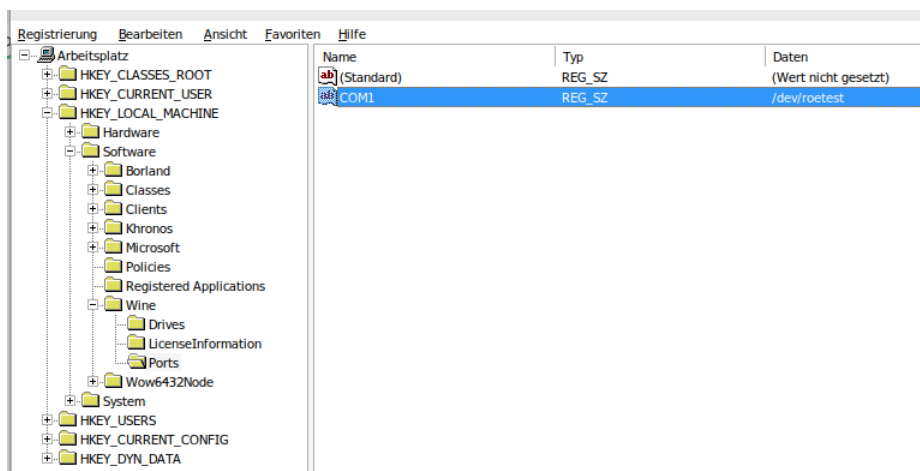 Registrierung Bearbeiten Ansicht Favoriten Hilfe
Arbeitsplatz
HKEY_CLASSES_ROOT
HKEY_CURRENT_USER
HKEY_LOCAL_MACHINE
Hardware
Software
Borland
Classes
Clients
Khronos
Microsoft
Policies
Registered Applications
Wine
Drives
LicenseInformation
Ports
Wow6432Node
System
HKEY_USERS
HKEY_CURRENT_CONFIG
HKEY_DYN_DATA
Name Typ Daten
ab (Standard) REG_SZ (Wert nicht gesetzt)
ab COM1 REG_SZ /dev/roetest